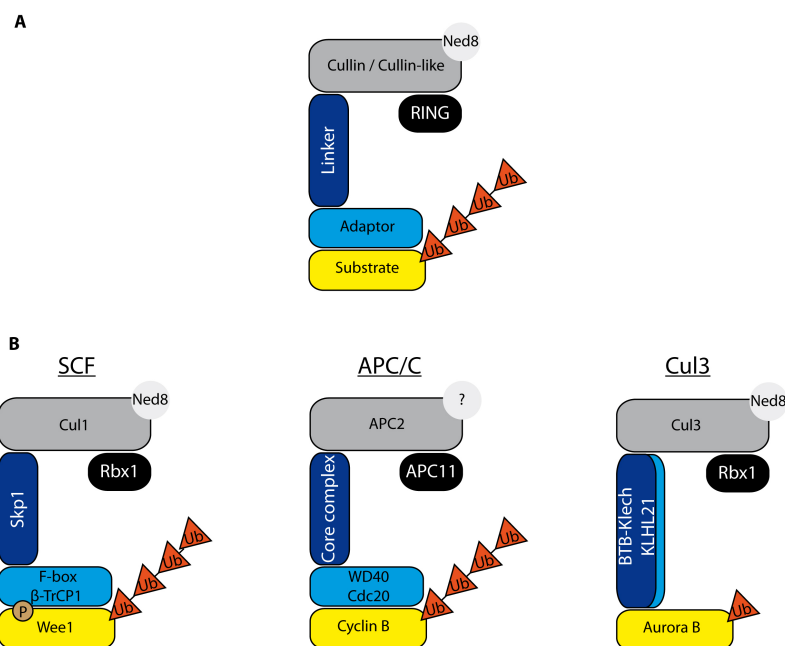 A
Ned8
Cullin / Cullin-like
RING
Linker
Ub
Ub
Ub
Adaptor
Ub
Substrate
B
SCF
APC/C
Cul3
Ned8
?
Ned8
Cul1
APC2
Cul3
Rbx1
APC11
Rbx1
Skp1
Core complex
BTB-Klech
KLHL21
Ub
Ub
Ub
Ub
Ub
Ub
F-box
β-TrCP1
WD40
Cdc20
P
Ub
Ub
Ub
Wee1
Cyclin B
Aurora B